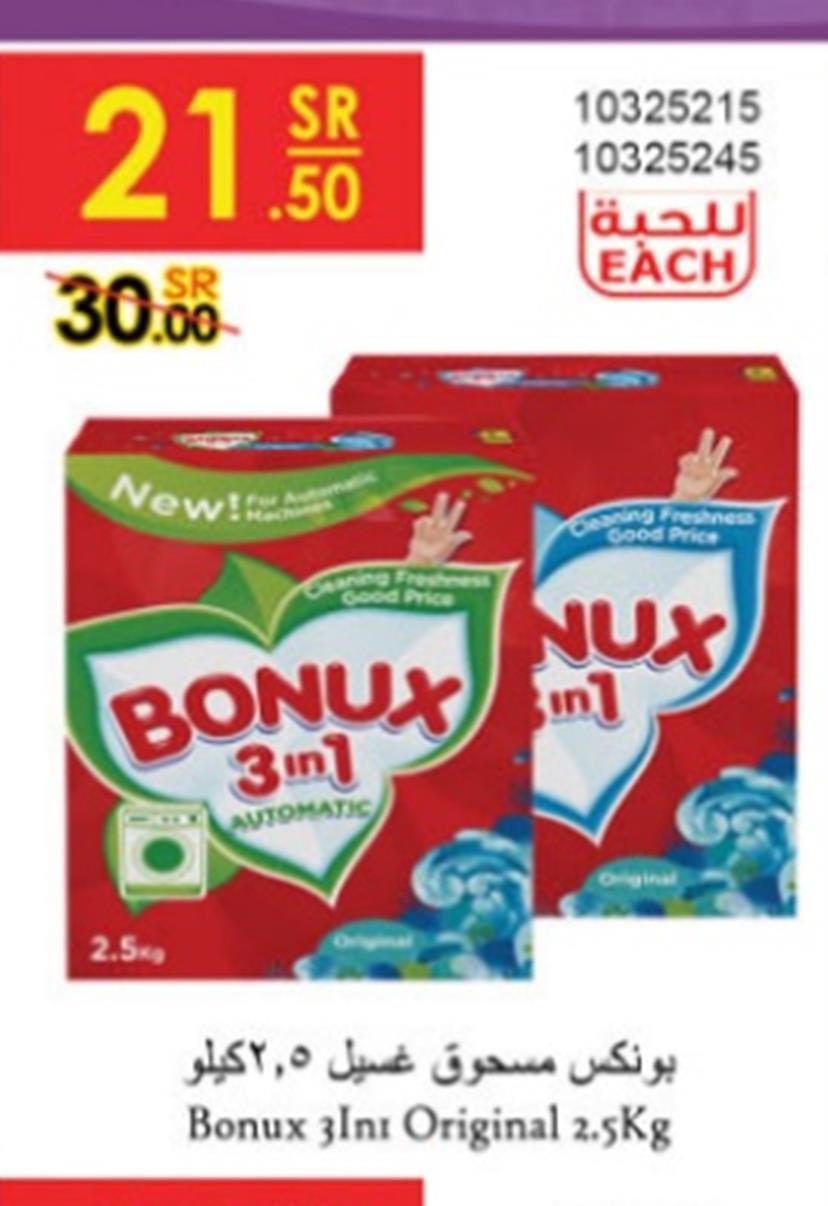 21 SR
.50
10325215
10325245
للحبة
EACH
30.00 SR
New! For Automatic
Machines
Cleaning Freshness
Good Price
BONUX
3in1
AUTOMATIC
Original
2.5Kg
Cleaning Freshness
Good Price
NUX
in1
Original
بونكس مسحوق غسيل ٢,٥كيلو
Bonux 3In1 Original 2.5Kg